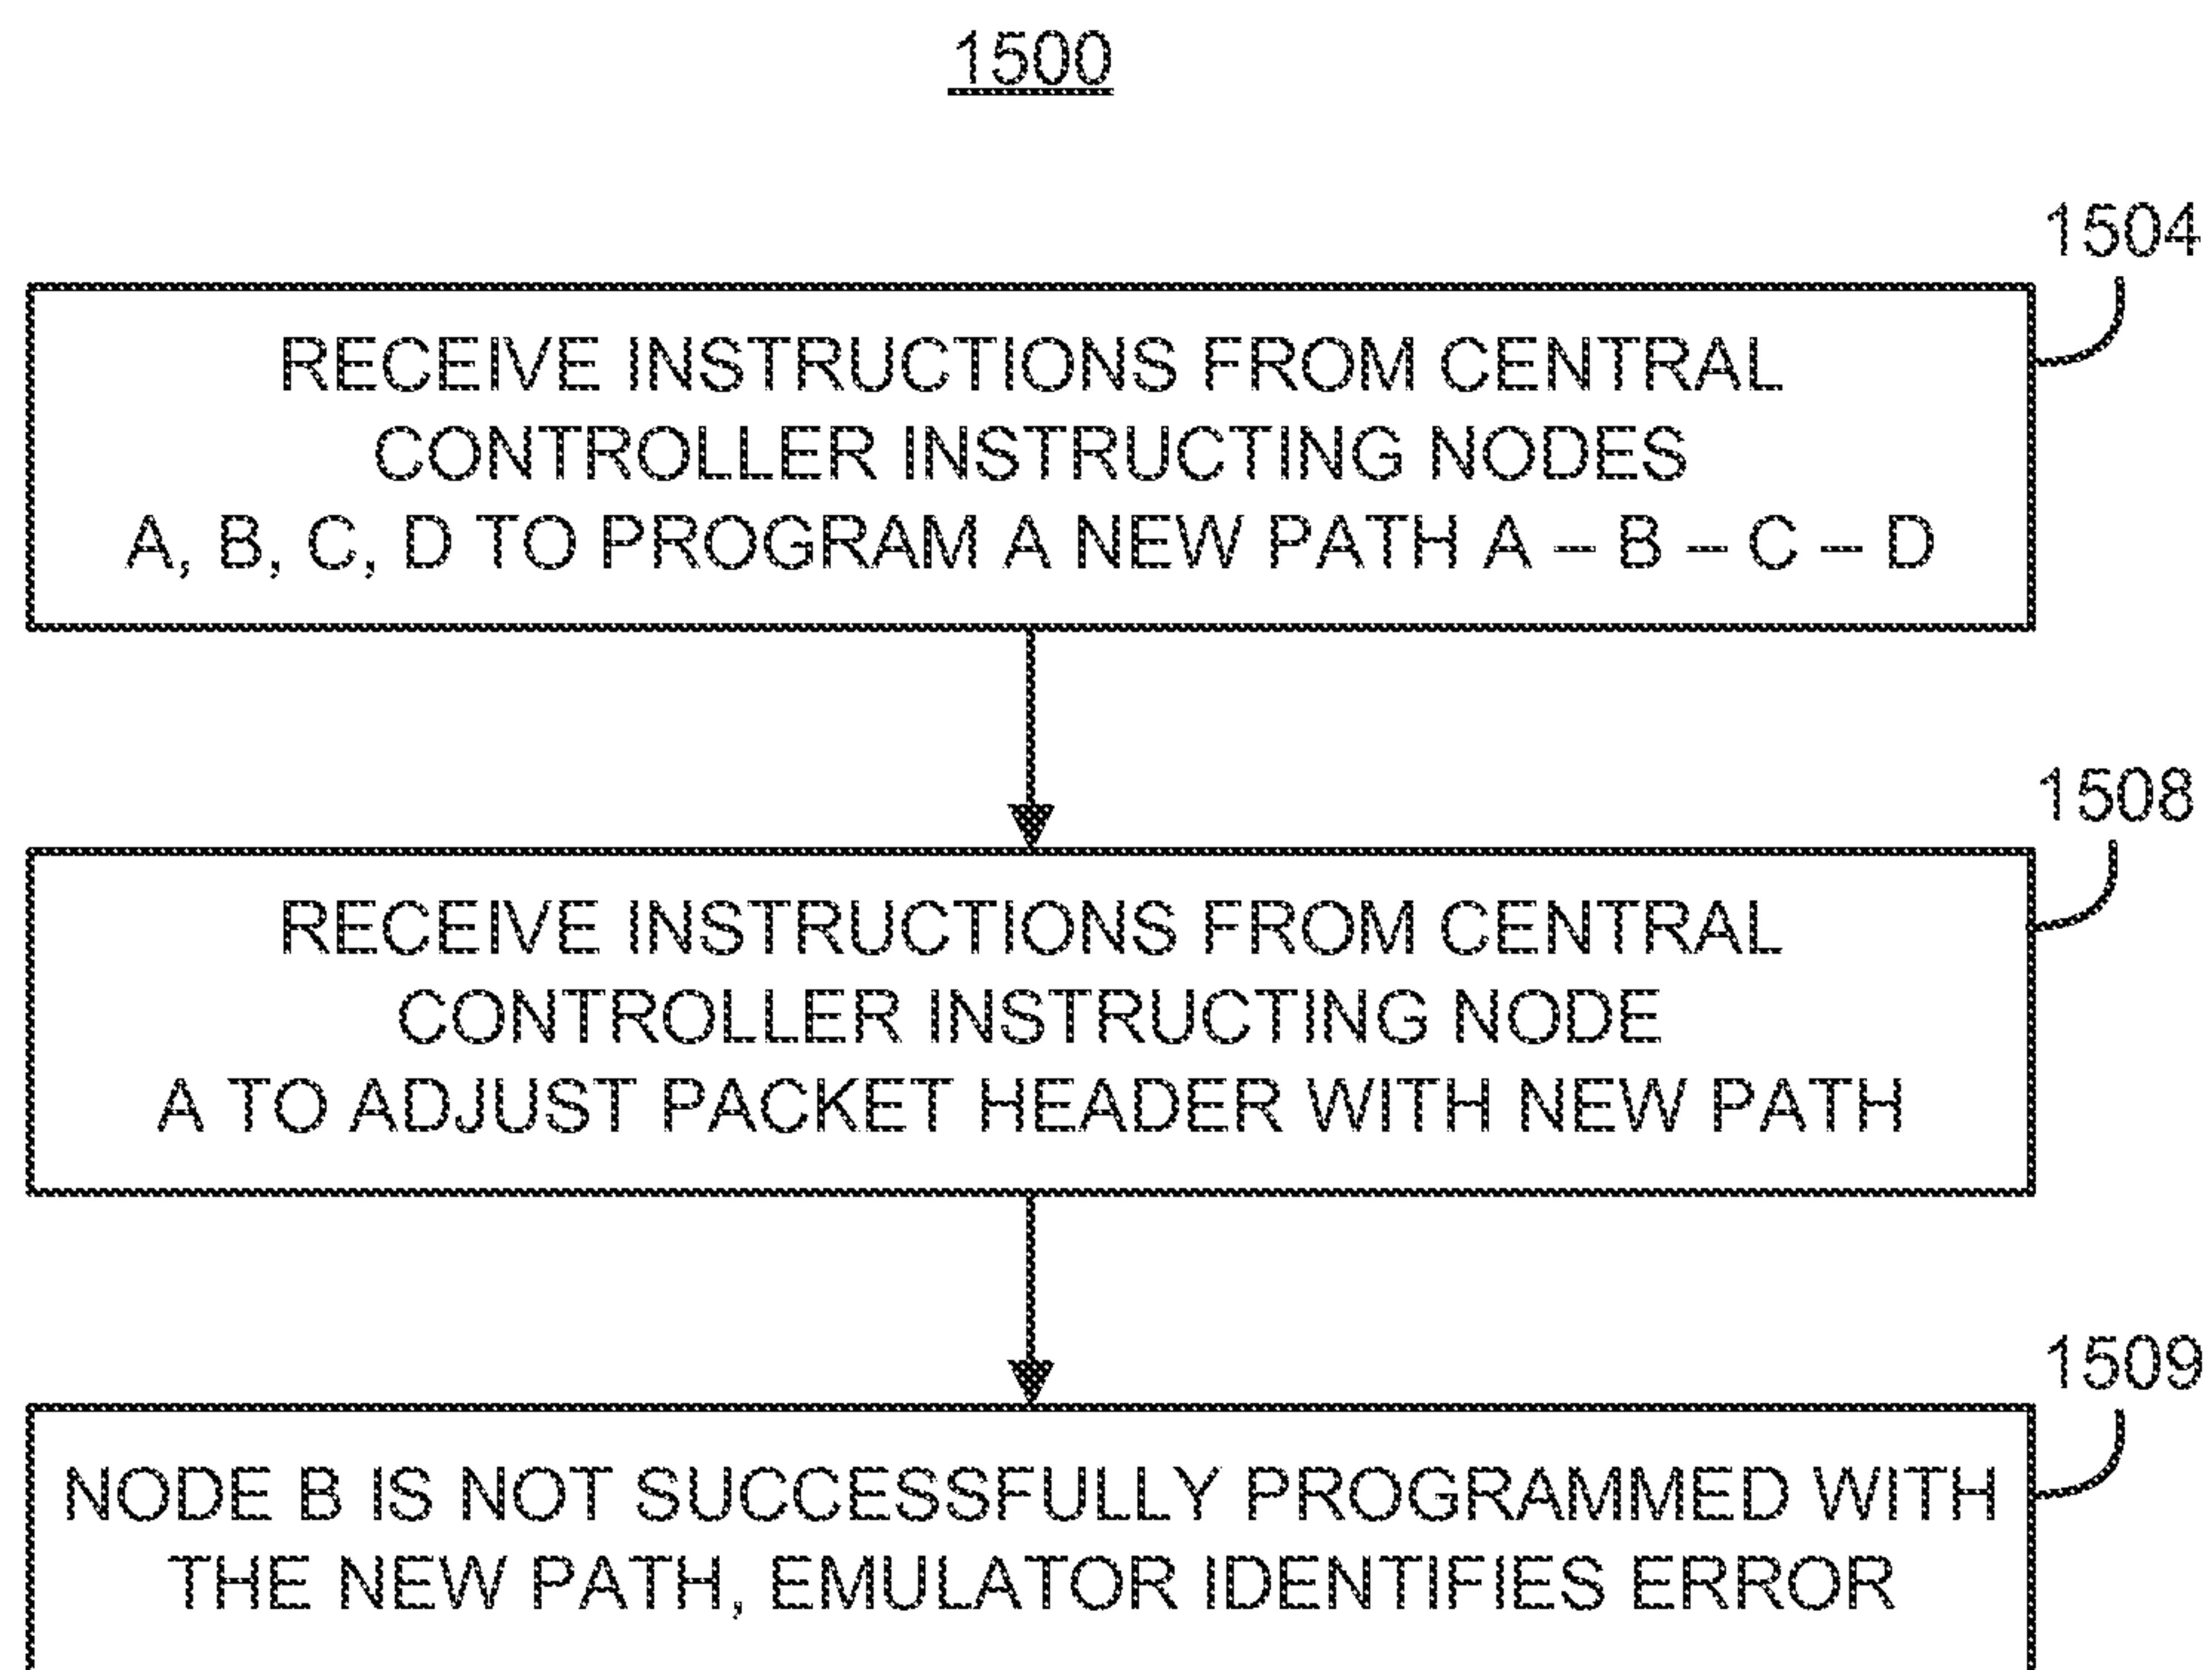 1500
1504
RECEIVE INSTRUCTIONS FROM CENTRAL
CONTROLLER INSTRUCTING NODES
A, B, C, D TO PROGRAM A NEW PATH A – B – C – D
1508
RECEIVE INSTRUCTIONS FROM CENTRAL
CONTROLLER INSTRUCTING NODE
A TO ADJUST PACKET HEADER WITH NEW PATH
1509
NODE B IS NOT SUCCESSFULLY PROGRAMMED WITH
THE NEW PATH, EMULATOR IDENTIFIES ERROR